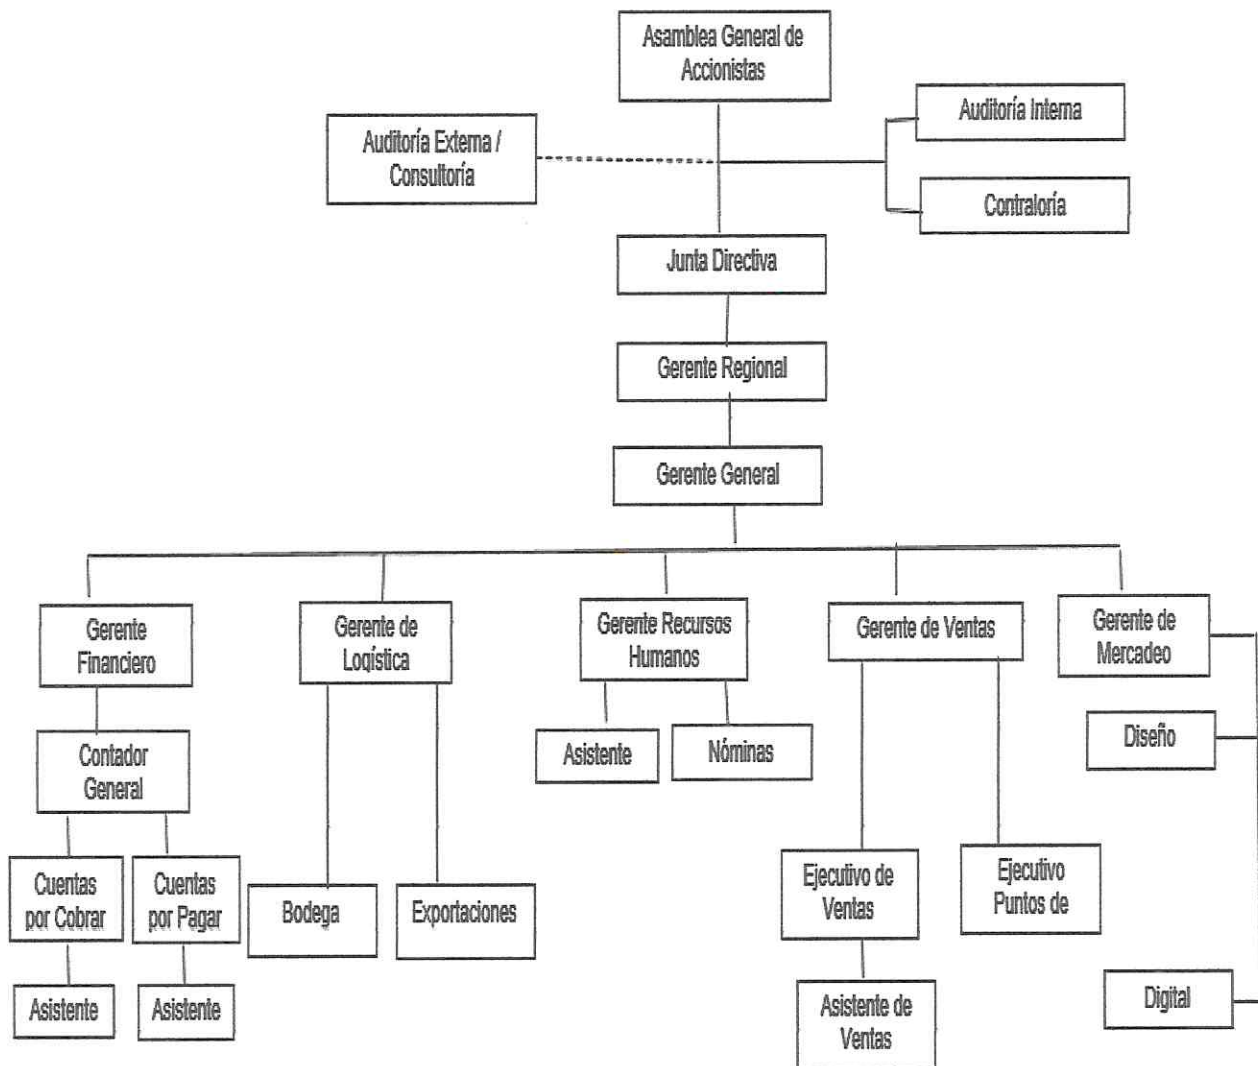 Asamblea General de
Accionistas
Auditoría Externa /
Consultoría
Auditoría Interna
Contraloría
Junta Directiva
Gerente Regional
Gerente General
Gerente
Financiero
Gerente de
Logística
Gerente Recursos
Humanos
Gerente de Ventas
Gerente de
Mercadeo
Contador
General
Asistente
Nóminas
Diseño
Cuentas
por Cobrar
Cuentas
por Pagar
Bodega
Exportaciones
Ejecutivo de
Ventas
Ejecutivo
Puntos de
Asistente
Asistente
Asistente de
Ventas
Digital